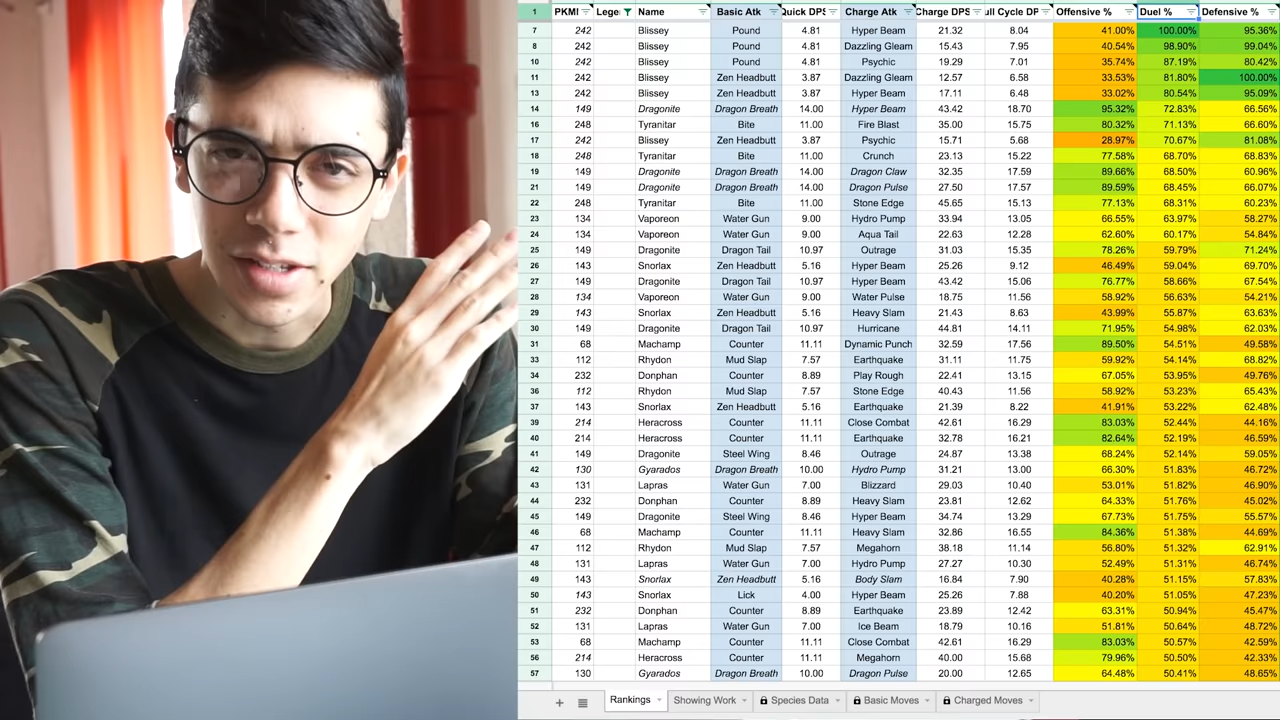 1 PKM Lege Name Basic Atk Quick DPS Charge Atk Charge DPS ull Cycle DP Offensive % Duel % Defensive %
7 242 Blissey Pound 4.81 Hyper Beam 21.32 8.04 41.00% 100.00% 95.36%
8 242 Blissey Pound 4.81 Dazzling Gleam 15.43 7.95 40.54% 98.90% 99.04%
10 242 Blissey Pound 4.81 Psychic 19.29 7.01 35.74% 87.19% 80.42%
11 242 Blissey Zen Headbutt 3.87 Dazzling Gleam 12.57 6.58 33.53% 81.80% 100.00%
13 242 Blissey Zen Headbutt 3.87 Hyper Beam 17.11 6.48 33.02% 80.54% 95.09%
14 149 Dragonite Dragon Breath 14.00 Hyper Beam 43.42 18.70 95.32% 72.83% 66.56%
16 248 Tyranitar Bite 11.00 Fire Blast 35.00 15.75 80.32% 71.13% 66.60%
17 242 Blissey Zen Headbutt 3.87 Psychic 15.71 5.68 28.97% 70.67% 81.08%
18 248 Tyranitar Bite 11.00 Crunch 23.13 15.22 77.58% 68.70% 68.83%
19 149 Dragonite Dragon Breath 14.00 Dragon Claw 32.35 17.59 89.66% 68.50% 60.96%
21 149 Dragonite Dragon Breath 14.00 Dragon Pulse 27.50 17.57 89.59% 68.45% 67.07%
22 248 Tyranitar Bite 11.00 Stone Edge 45.65 15.13 77.13% 68.31% 60.23%
23 134 Vaporeon Water Gun 9.00 Hydro Pump 33.94 13.05 66.55% 63.97% 58.27%
24 134 Vaporeon Water Gun 9.00 Aqua Tail 22.63 12.28 62.60% 60.17% 54.84%
25 149 Dragonite Dragon Tail 10.97 Outrage 31.03 15.35 78.26% 59.79% 71.24%
26 143 Snorlax Zen Headbutt 5.16 Hyper Beam 25.26 9.12 46.49% 59.04% 69.70%
27 149 Dragonite Dragon Tail 10.97 Hyper Beam 43.42 15.06 76.77% 58.66% 67.54%
28 134 Vaporeon Water Gun 9.00 Water Pulse 18.75 11.56 58.92% 56.63% 54.21%
29 143 Snorlax Zen Headbutt 5.16 Heavy Slam 21.43 8.63 43.99% 55.87% 63.63%
30 149 Dragonite Dragon Tail 10.97 Hurricane 44.81 14.11 71.95% 54.98% 62.03%
31 68 Machamp Counter 11.11 Dynamic Punch 32.59 17.56 89.50% 54.51% 49.58%
33 112 Rhydon Mud Slap 7.57 Earthquake 31.11 11.75 59.92% 54.14% 68.82%
34 232 Donphan Counter 8.89 Play Rough 22.41 13.15 67.05% 53.95% 49.76%
36 112 Rhydon Mud Slap 7.57 Stone Edge 40.43 11.56 58.92% 53.23% 65.43%
37 143 Snorlax Zen Headbutt 5.16 Earthquake 21.39 8.22 41.91% 53.22% 62.48%
39 214 Heracross Counter 11.11 Close Combat 42.61 16.29 83.03% 52.44% 44.16%
40 214 Heracross Counter 11.11 Earthquake 32.78 16.21 82.64% 52.19% 46.59%
41 149 Dragonite Steel Wing 8.46 Outrage 24.87 13.38 68.24% 52.14% 59.05%
42 130 Gyarados Dragon Breath 10.00 Hydro Pump 31.21 13.00 66.30% 51.83% 46.72%
43 131 Lapras Water Gun 7.00 Blizzard 29.03 10.40 53.01% 51.82% 46.90%
44 232 Donphan Counter 8.89 Heavy Slam 23.81 12.62 64.33% 51.76% 45.02%
45 149 Dragonite Steel Wing 8.46 Hyper Beam 34.74 13.29 67.73% 51.75% 55.57%
46 68 Machamp Counter 11.11 Heavy Slam 32.86 16.55 84.36% 51.38% 44.69%
47 112 Rhydon Mud Slap 7.57 Megahorn 38.18 11.14 56.80% 51.32% 62.91%
48 131 Lapras Water Gun 7.00 Hydro Pump 27.27 10.30 52.49% 51.31% 46.74%
49 143 Snorlax Zen Headbutt 5.16 Body Slam 16.84 7.90 40.28% 51.15% 57.83%
50 143 Snorlax Lick 4.00 Hyper Beam 25.26 7.88 40.20% 51.05% 47.23%
51 232 Donphan Counter 8.89 Earthquake 23.89 12.42 63.31% 50.94% 45.47%
52 131 Lapras Water Gun 7.00 Ice Beam 18.79 10.16 51.81% 50.64% 48.72%
53 68 Machamp Counter 11.11 Close Combat 42.61 16.29 83.03% 50.57% 42.59%
56 214 Heracross Counter 11.11 Megahorn 40.00 15.68 79.96% 50.50% 42.33%
57 130 Gyarados Dragon Breath 10.00 Dragon Pulse 20.00 12.65 64.48% 50.41% 48.65%
Rankings Showing Work Species Data Basic Moves Charged Moves